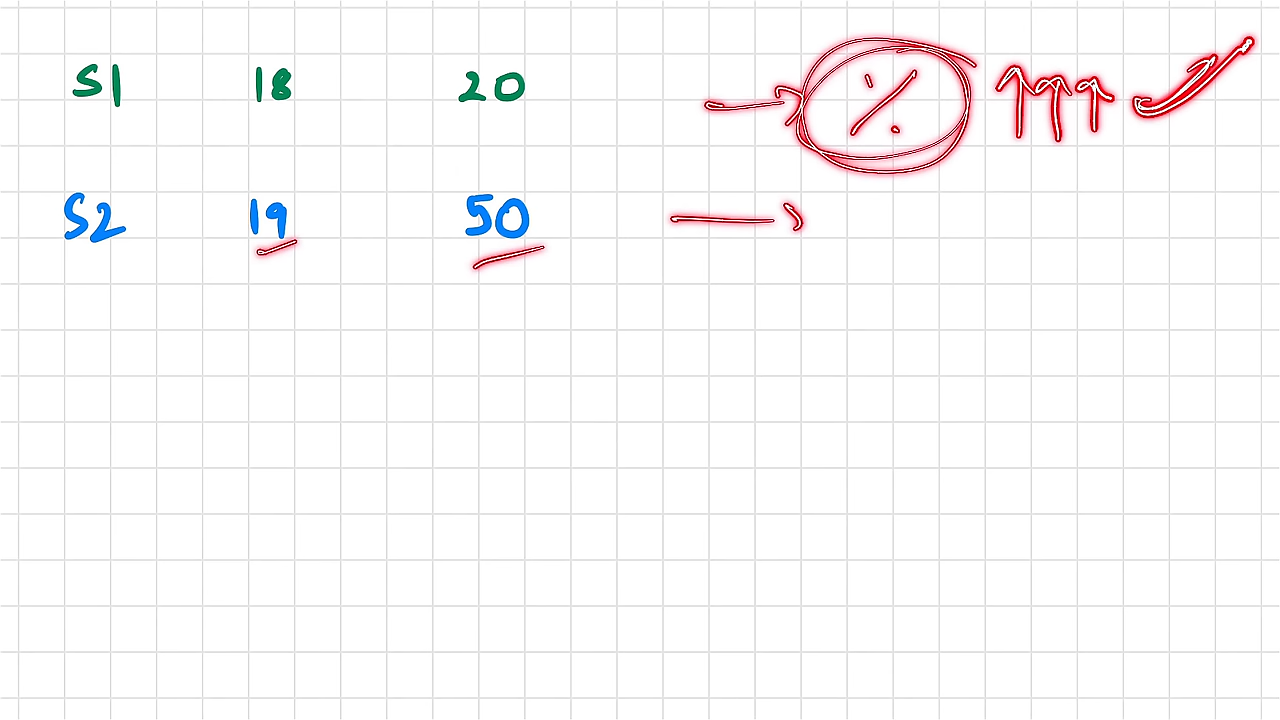 S1 18 20 → % ↑↑↑
S2 19 50 →